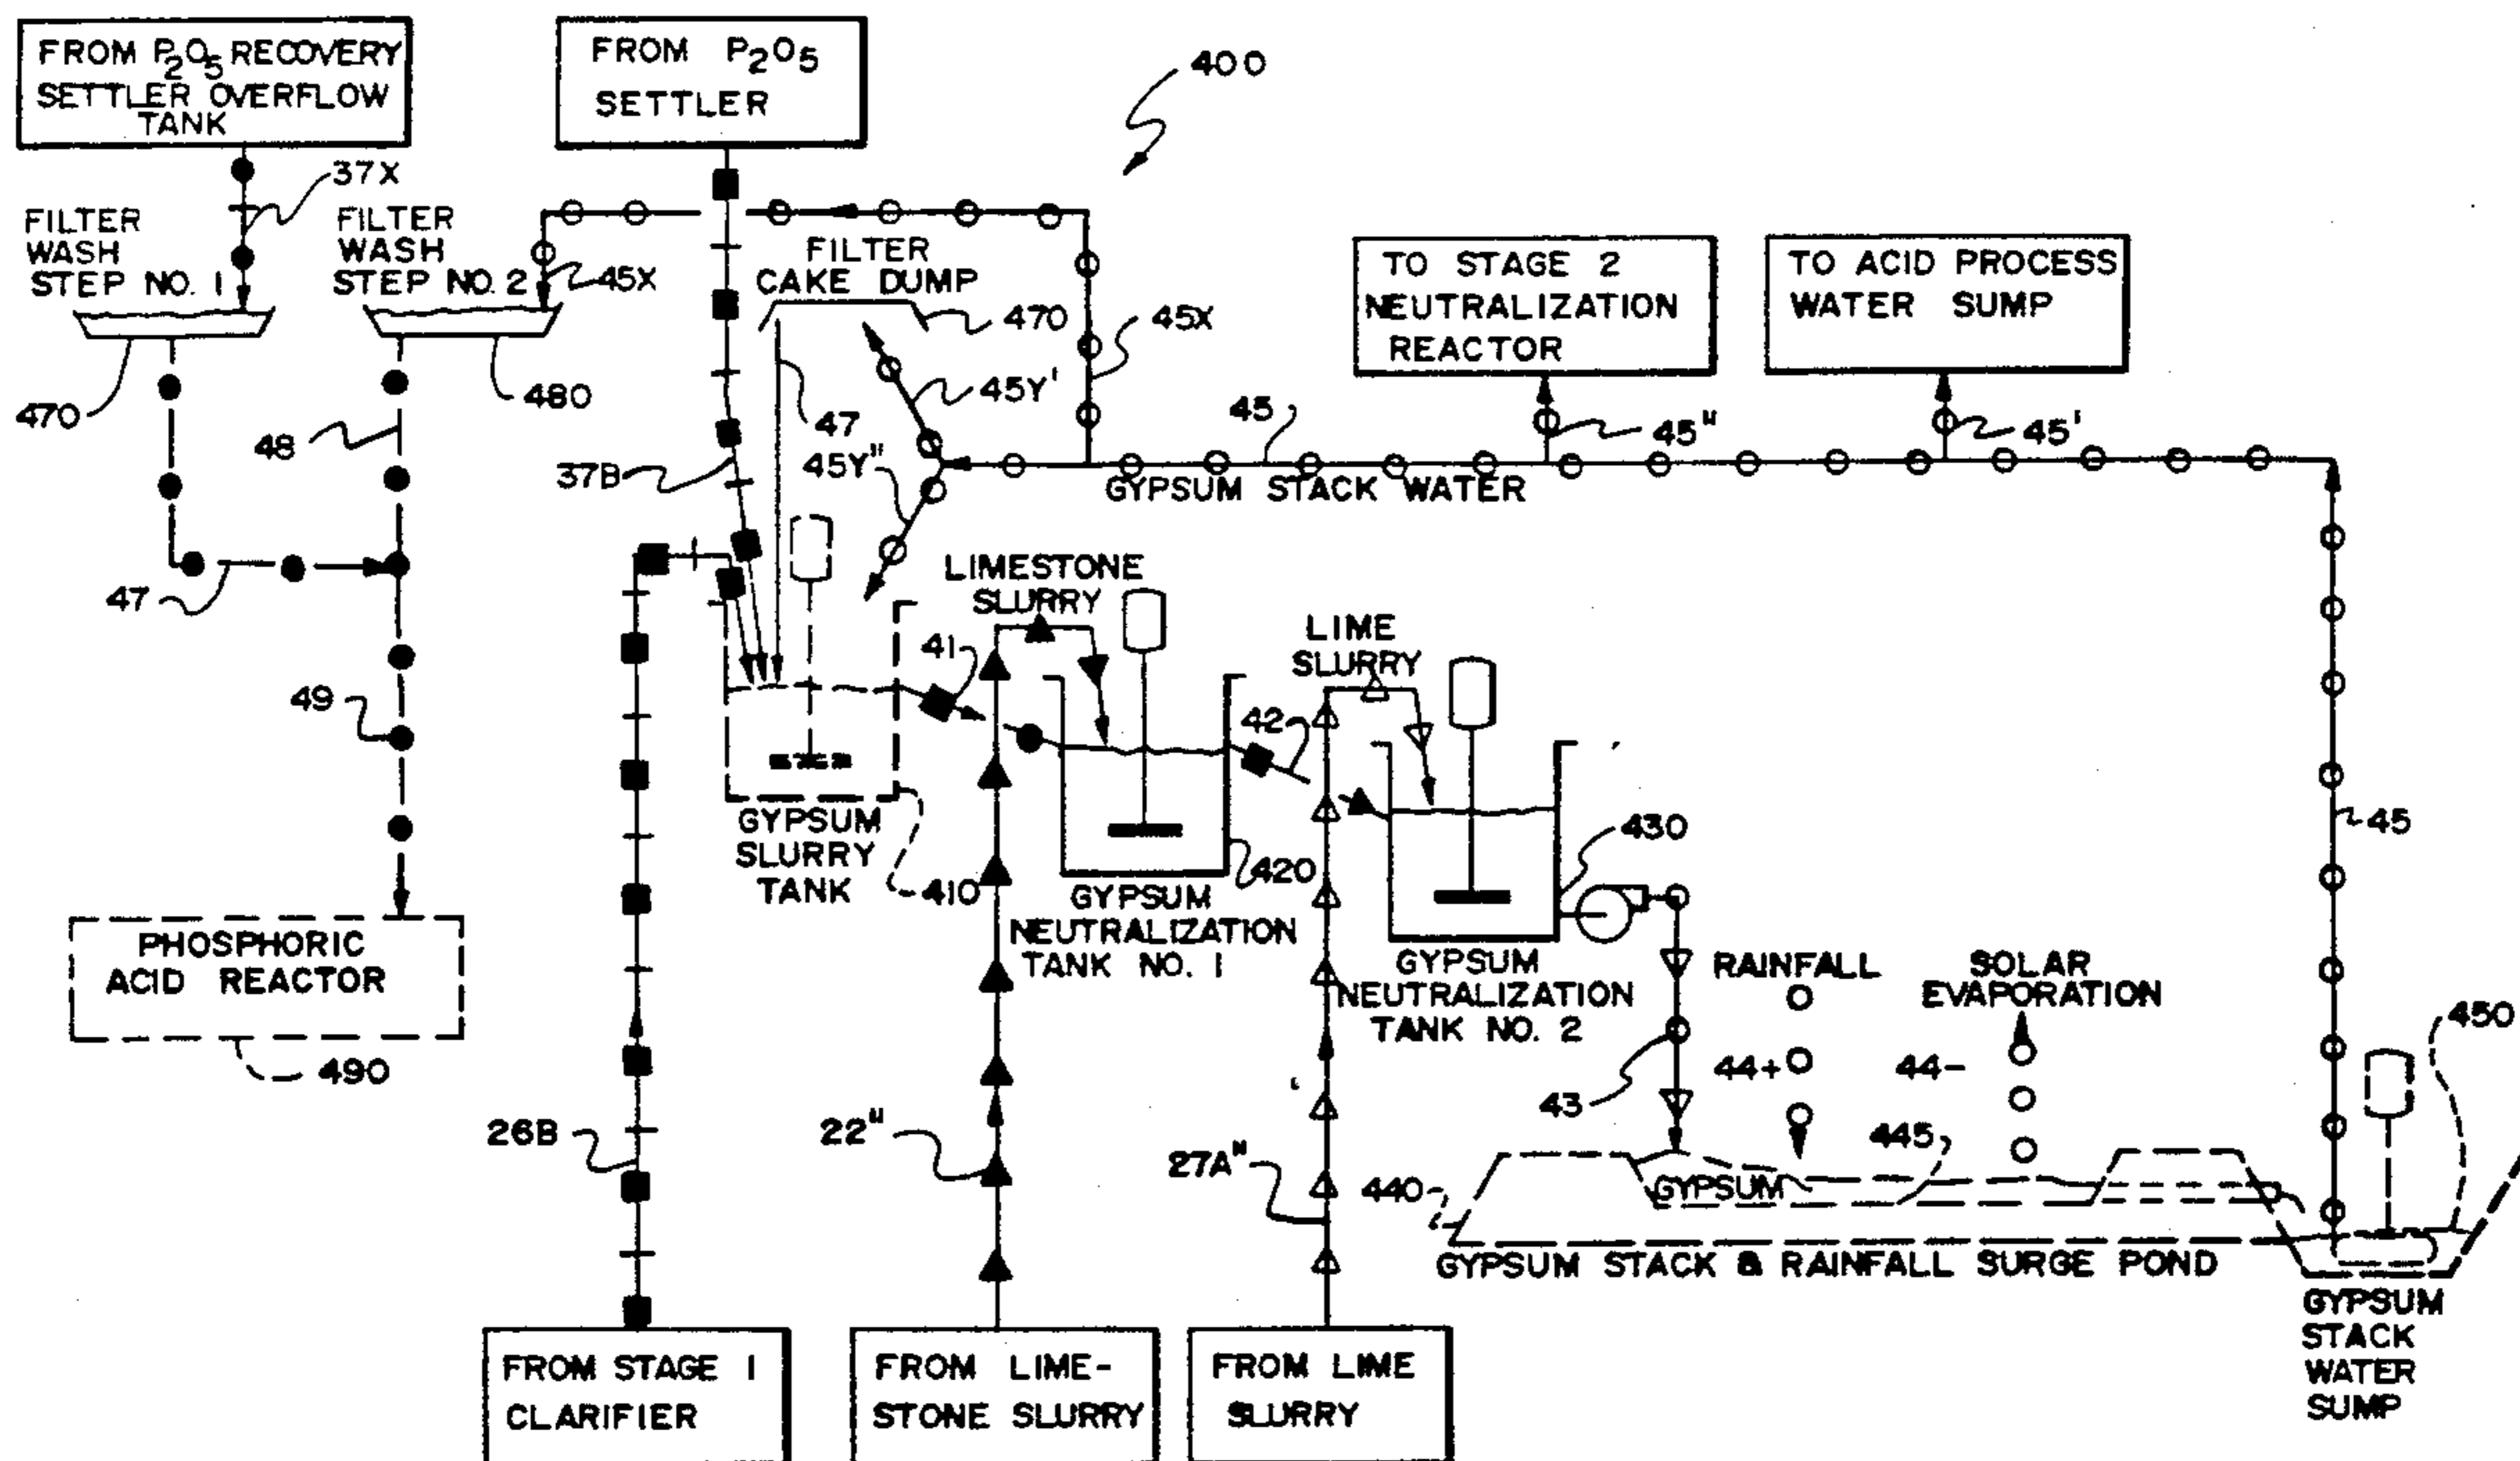 FROM P2O5 RECOVERY
SETTLER OVERFLOW
TANK
FROM P2O5
SETTLER
400
37X
FILTER
WASH
STEP NO. 1
FILTER
WASH
STEP NO. 2
45X
FILTER
CAKE DUMP
470
45X
TO STAGE 2
NEUTRALIZATION
REACTOR
TO ACID PROCESS
WATER SUMP
470
480
48
47
45Y'
45Y"
37B
45
45"
45'
GYPSUM STACK WATER
47
49
LIMESTONE
SLURRY
41
LIME
SLURRY
42
GYPSUM
SLURRY
TANK
410
420
GYPSUM
NEUTRALIZATION
TANK NO. 1
430
GYPSUM
NEUTRALIZATION
TANK NO. 2
45
PHOSPHORIC
ACID REACTOR
490
RAINFALL
SOLAR
EVAPORATION
450
44+
44-
43
26B
22"
27A"
445
440
GYPSUM
GYPSUM STACK & RAINFALL SURGE POND
GYPSUM
STACK
WATER
SUMP
FROM STAGE 1
CLARIFIER
FROM LIME-
STONE SLURRY
FROM LIME
SLURRY